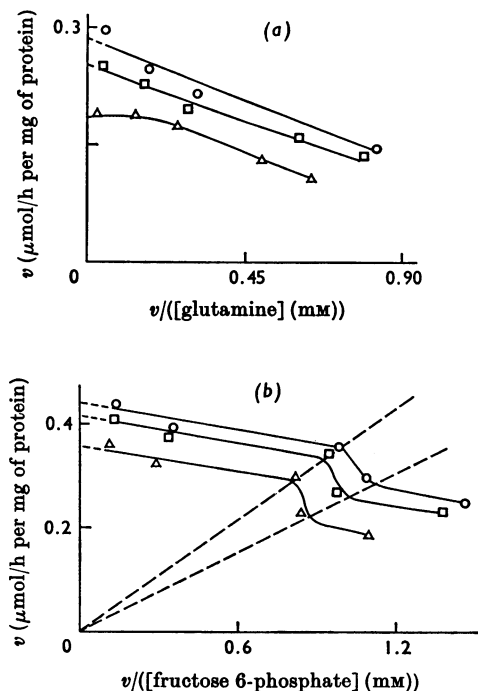 (a)
0.3
v (μmol/h per mg of protein)
0 0.45 0.90
v/([glutamine] (mM))
(b)
0.4
0.2
v (μmol/h per mg of protein)
0 0.6 1.2
v/([fructose 6-phosphate] (mM))